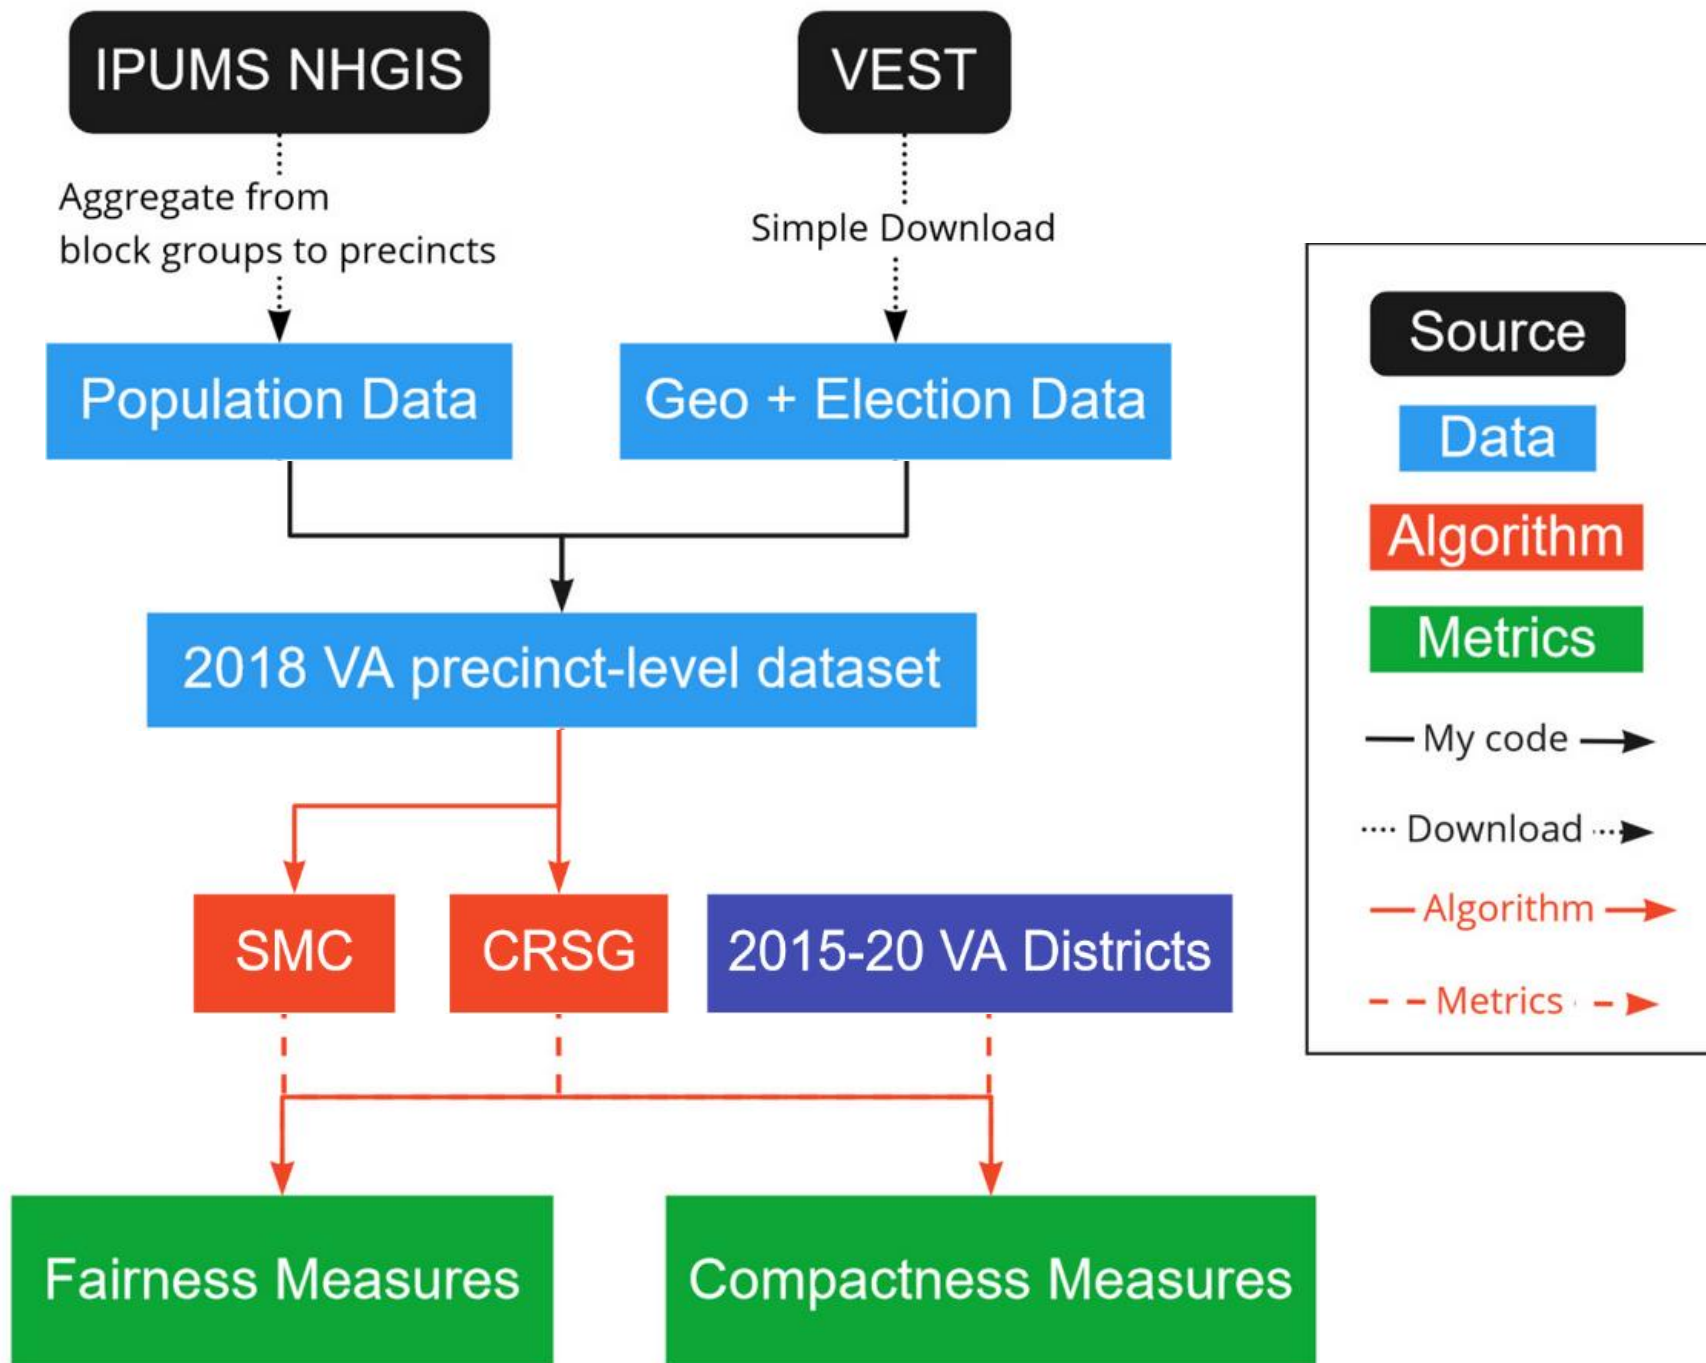 IPUMS NHGIS
VEST
Aggregate from
block groups to precincts
Simple Download
Population Data
Geo + Election Data
2018 VA precinct-level dataset
SMC
CRSG
2015-20 VA Districts
Fairness Measures
Compactness Measures
Source
Data
Algorithm
Metrics
My code
Download
Algorithm
Metrics